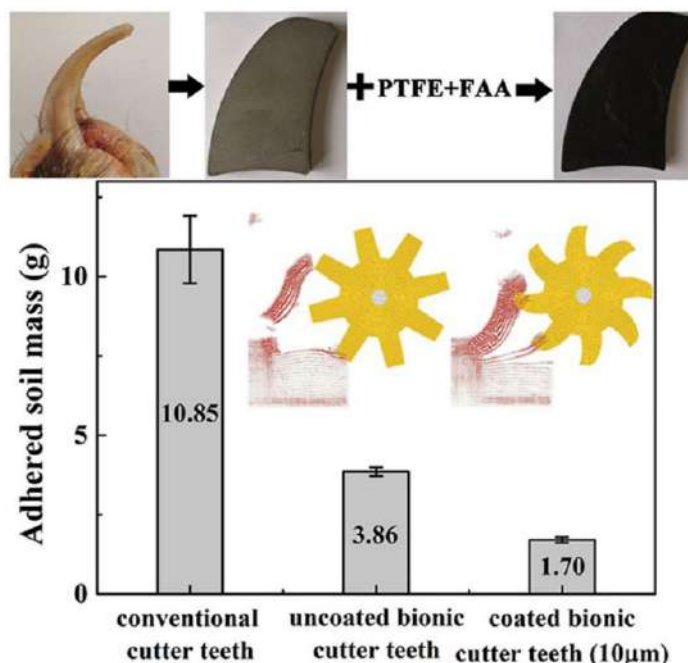 +PTFE+FAA
Adhered soil mass (g)
10
5
0
10.85
3.86
1.70
conventional
cutter teeth
uncoated bionic
cutter teeth
coated bionic
cutter teeth (10μm)